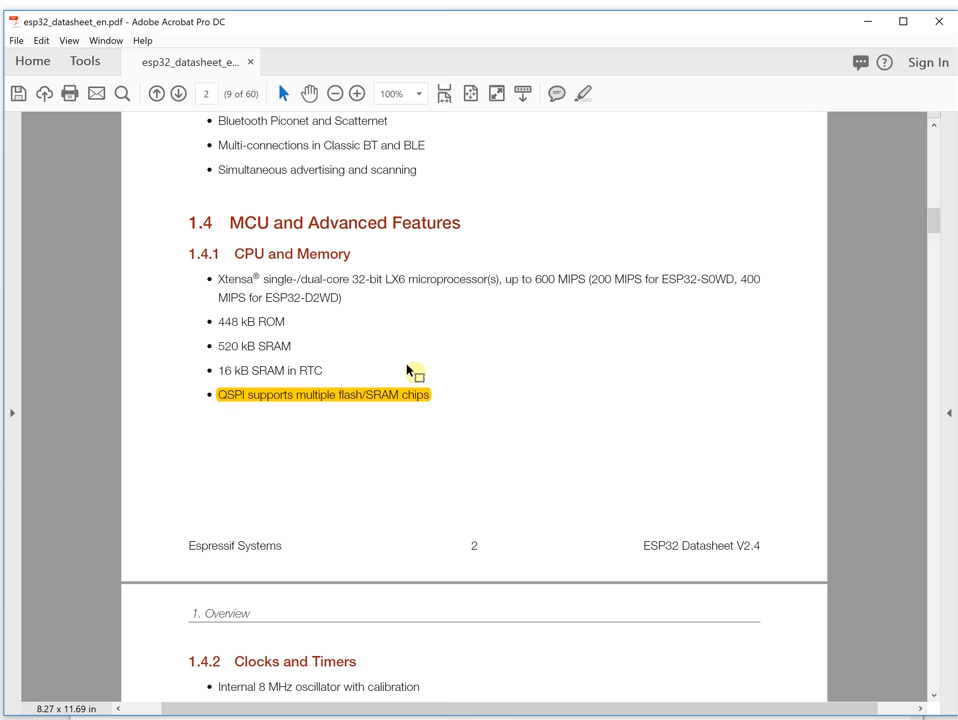 esp32_datasheet_en.pdf - Adobe Acrobat Pro DC
File Edit View Window Help
Home Tools esp32_datasheet_e... × Sign In
2 (9 of 60) 100%
• Bluetooth Piconet and Scatternet
• Multi-connections in Classic BT and BLE
• Simultaneous advertising and scanning
1.4 MCU and Advanced Features
1.4.1 CPU and Memory
• Xtensa® single-/dual-core 32-bit LX6 microprocessor(s), up to 600 MIPS (200 MIPS for ESP32-S0WD, 400
MIPS for ESP32-D2WD)
• 448 kB ROM
• 520 kB SRAM
• 16 kB SRAM in RTC
• QSPI supports multiple flash/SRAM chips
Espressif Systems 2 ESP32 Datasheet V2.4
1. Overview
1.4.2 Clocks and Timers
• Internal 8 MHz oscillator with calibration
8.27 x 11.69 in